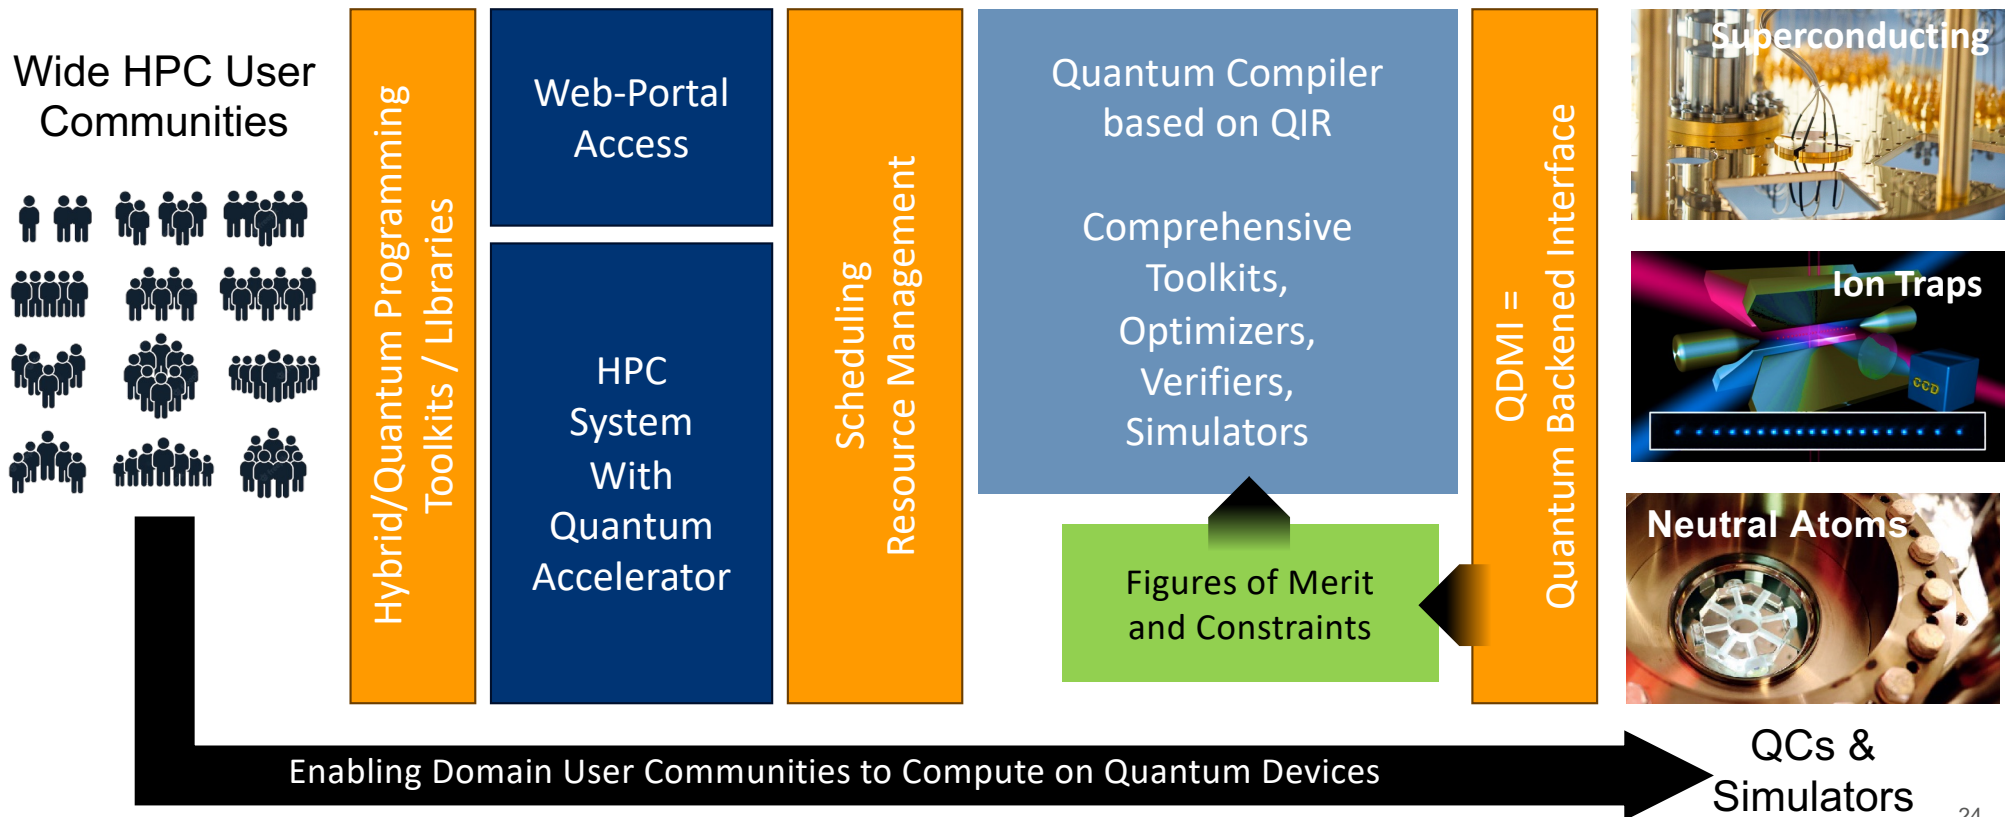 Wide HPC User
Communities
Hybrid/Quantum Programming
Toolkits / LIbraries
Web-Portal
Access
HPC
System
With
Quantum
Accelerator
Scheduling
Resource Management
Quantum Compiler
based on QIR
Comprehensive
Toolkits,
Optimizers,
Verifiers,
Simulators
Figures of Merit
and Constraints
QDMI =
Quantum Backened Interface
Superconducting
Ion Traps
CCD
Neutral Atoms
Enabling Domain User Communities to Compute on Quantum Devices
QCs &
Simulators
24